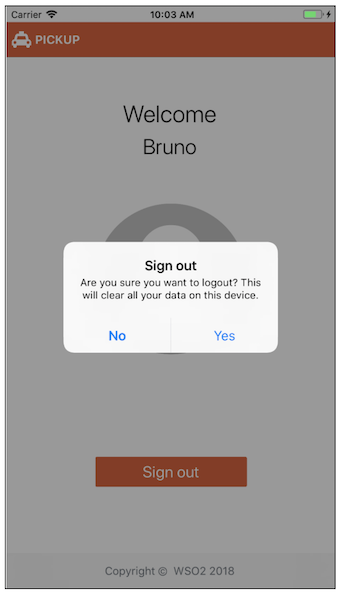 Carrier 10:03 AM
PICKUP
Welcome
Bruno
Sign out
Are you sure you want to logout? This
will clear all your data on this device.
No Yes
Sign out
Copyright © WSO2 2018